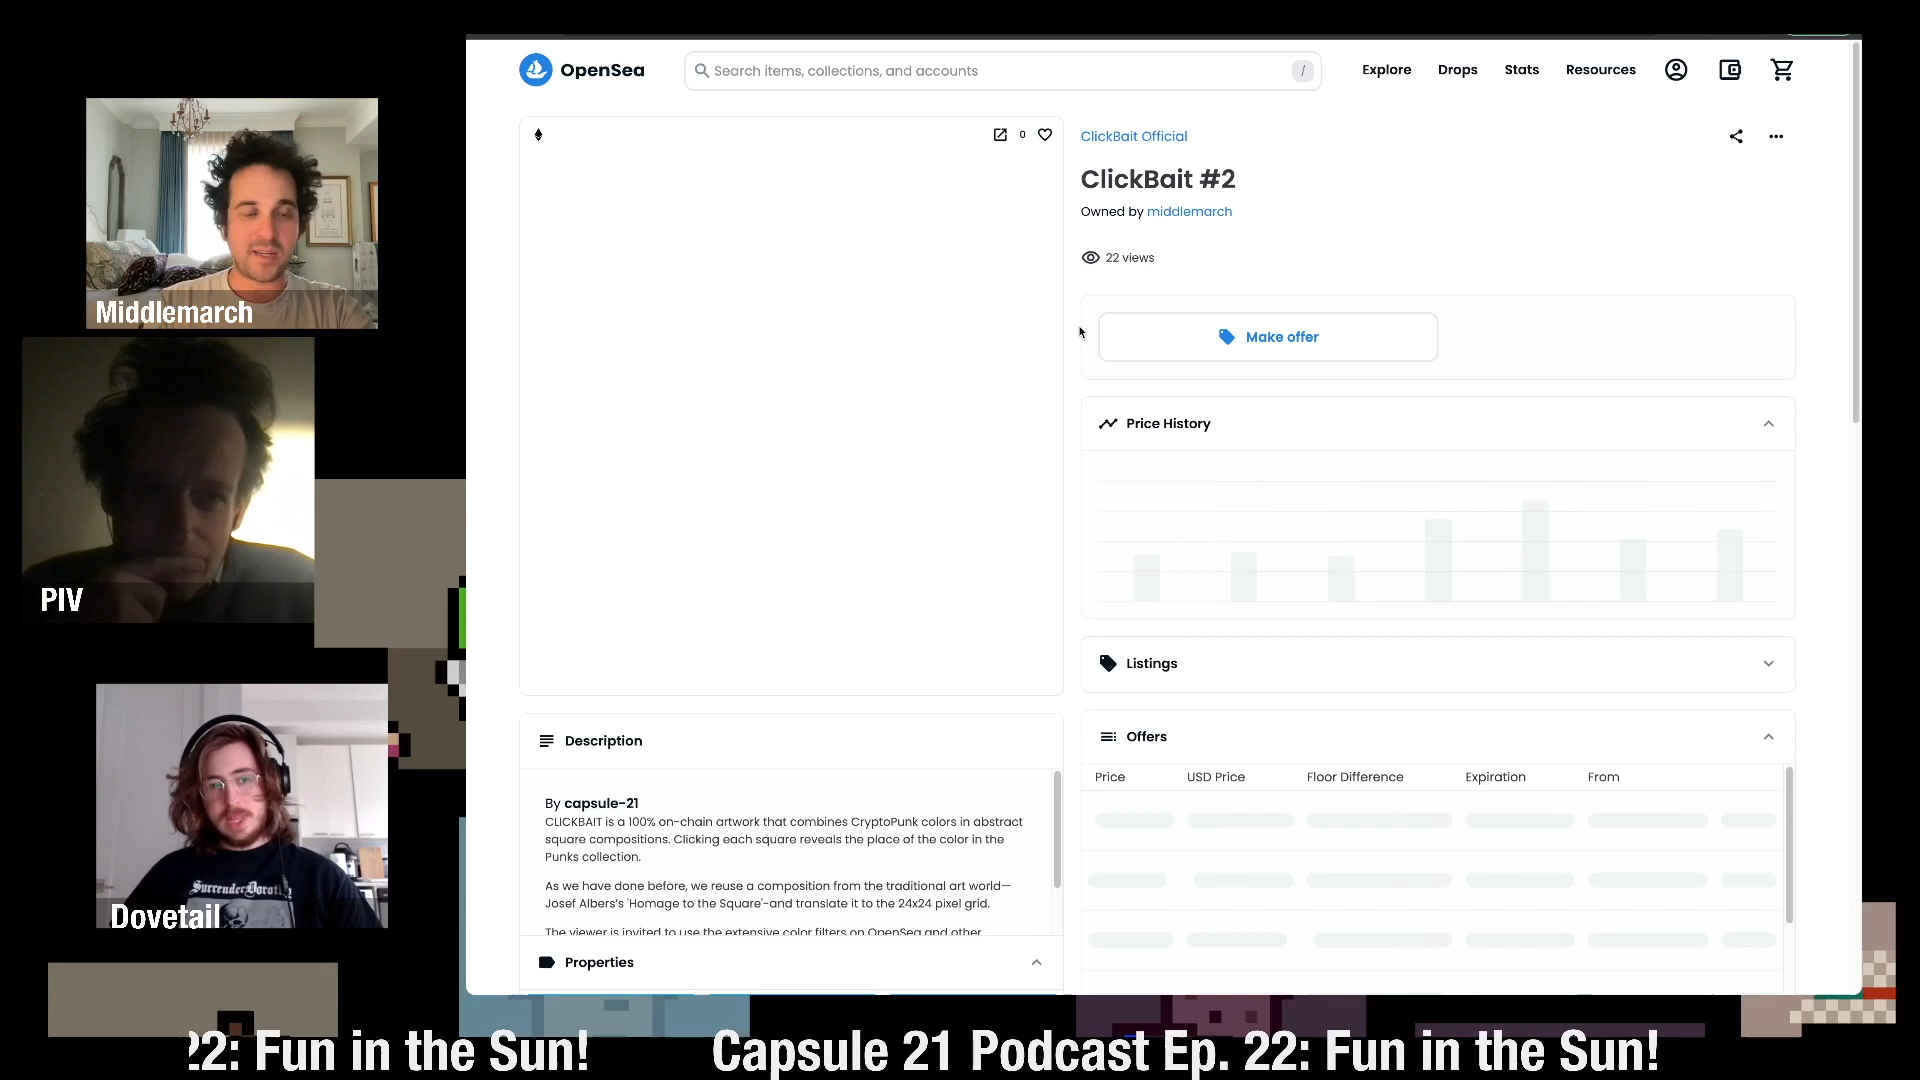 OpenSea
Search items, collections, and accounts
/
Explore
Drops
Stats
Resources
0
ClickBait Official
ClickBait #2
Owned by middlemarch
22 views
Make offer
Price History
Listings
Offers
Price
USD Price
Floor Difference
Expiration
From
Description
By capsule-21
CLICKBAIT is a 100% on-chain artwork that combines CryptoPunk colors in abstract
square compositions. Clicking each square reveals the place of the color in the
Punks collection.
As we have done before, we reuse a composition from the traditional art world—
Josef Albers's 'Homage to the Square'-and translate it to the 24x24 pixel grid.
The viewer is invited to use the extensive color filters on OpenSea and other
Properties
Middlemarch
PIV
Surrender Doroth
Dovetail
22: Fun in the Sun!
Capsule 21 Podcast Ep. 22: Fun in the Sun!